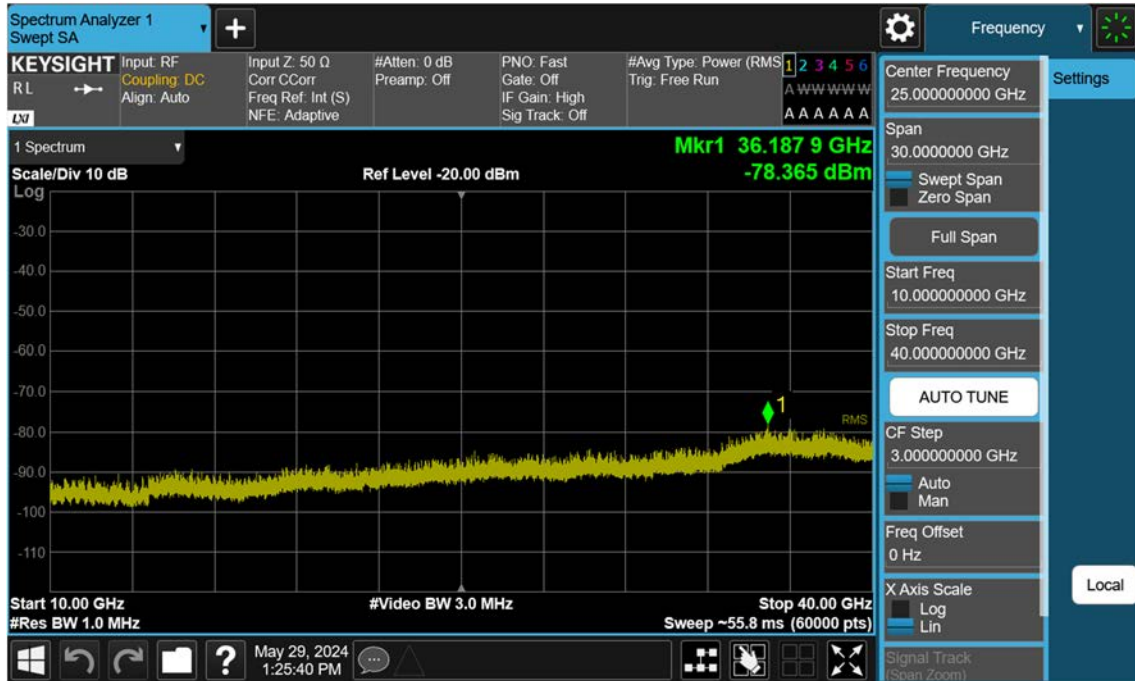 Spectrum Analyzer 1
Swept SA
+
Frequency
KEYSIGHT
R L
LXI
Input: RF
Coupling: DC
Align: Auto
Input Z: 50 Ω
Corr CCorr
Freq Ref: Int (S)
NFE: Adaptive
#Atten: 0 dB
Preamp: Off
PNO: Fast
Gate: Off
IF Gain: High
Sig Track: Off
#Avg Type: Power (RMS
Trig: Free Run
1 2 3 4 5 6
A W W W W W
A A A A A A
1 Spectrum
Scale/Div 10 dB
Log
Ref Level -20.00 dBm
Mkr1 36.187 9 GHz
-78.365 dBm
-30.0
-40.0
-50.0
-60.0
-70.0
-80.0
-90.0
-100
-110
1
RMS
Start 10.00 GHz
#Res BW 1.0 MHz
#Video BW 3.0 MHz
Stop 40.00 GHz
Sweep ~55.8 ms (60000 pts)
?
May 29, 2024
1:25:40 PM
Center Frequency
25.000000000 GHz
Span
30.0000000 GHz
Swept Span
Zero Span
Full Span
Start Freq
10.000000000 GHz
Stop Freq
40.000000000 GHz
AUTO TUNE
CF Step
3.000000000 GHz
Auto
Man
Freq Offset
0 Hz
X Axis Scale
Log
Lin
Signal Track
(Span Zoom)
Settings
Local